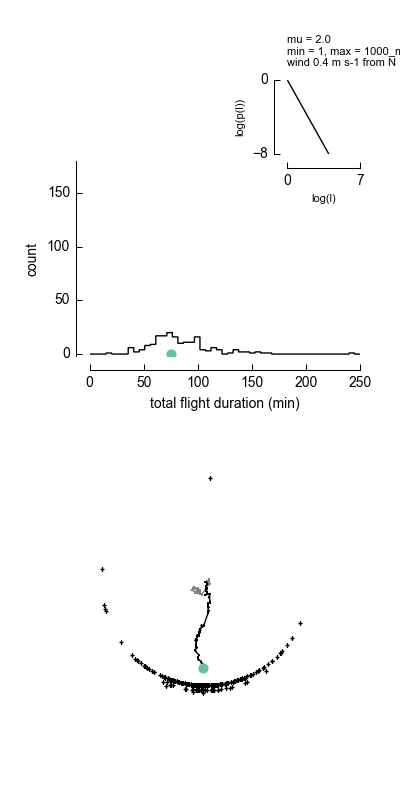 mu = 2.0
min = 1, max = 1000_m
wind 0.4 m s-1 from N
0
log(p(l))
−8
0
7
log(l)
150
100
count
50
0
0
50
100
150
200
250
total flight duration (min)